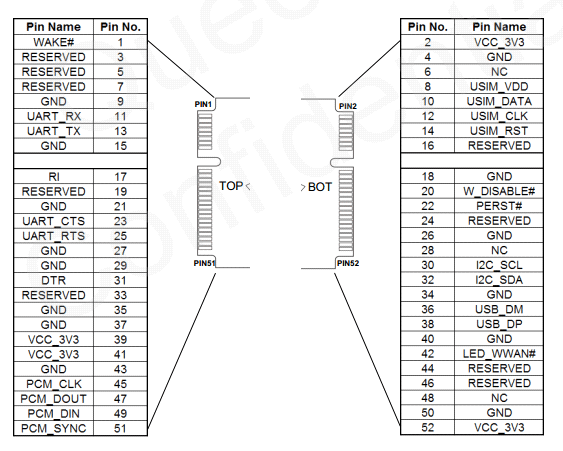 Pin Name Pin No.
WAKE# 1
RESERVED 3
RESERVED 5
RESERVED 7
GND 9
UART_RX 11
UART_TX 13
GND 15
RI 17
RESERVED 19
GND 21
UART_CTS 23
UART_RTS 25
GND 27
GND 29
DTR 31
RESERVED 33
GND 35
GND 37
VCC_3V3 39
VCC_3V3 41
GND 43
PCM_CLK 45
PCM_DOUT 47
PCM_DIN 49
PCM_SYNC 51
PIN1
TOP
PIN51
PIN2
BOT
PIN52
Pin No. Pin Name
2 VCC_3V3
4 GND
6 NC
8 USIM_VDD
10 USIM_DATA
12 USIM_CLK
14 USIM_RST
16 RESERVED
18 GND
20 W_DISABLE#
22 PERST#
24 RESERVED
26 GND
28 NC
30 I2C_SCL
32 I2C_SDA
34 GND
36 USB_DM
38 USB_DP
40 GND
42 LED_WWAN#
44 RESERVED
46 RESERVED
48 NC
50 GND
52 VCC_3V3